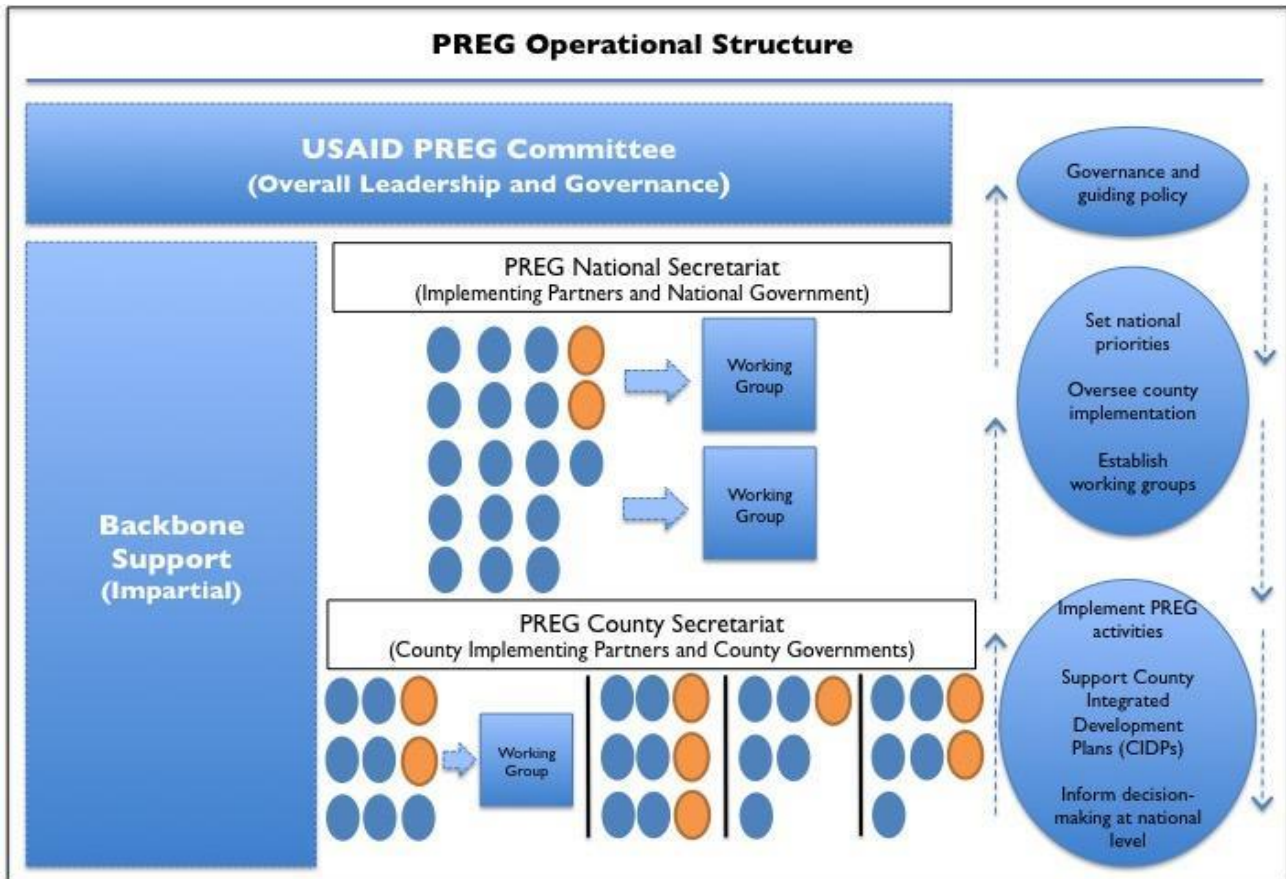 PREG Operational Structure
USAID PREG Committee
(Overall Leadership and Governance)
Governance and
guiding policy
PREG National Secretariat
(Implementing Partners and National Government)
Working
Group
Working
Group
Set national
priorities
Oversee county
implementation
Establish
working groups
Backbone
Support
(Impartial)
PREG County Secretariat
(County Implementing Partners and County Governments)
Working
Group
Implement PREG
activities
Support County
Integrated
Development
Plans (CIDPs)
Inform decision-
making at national
level